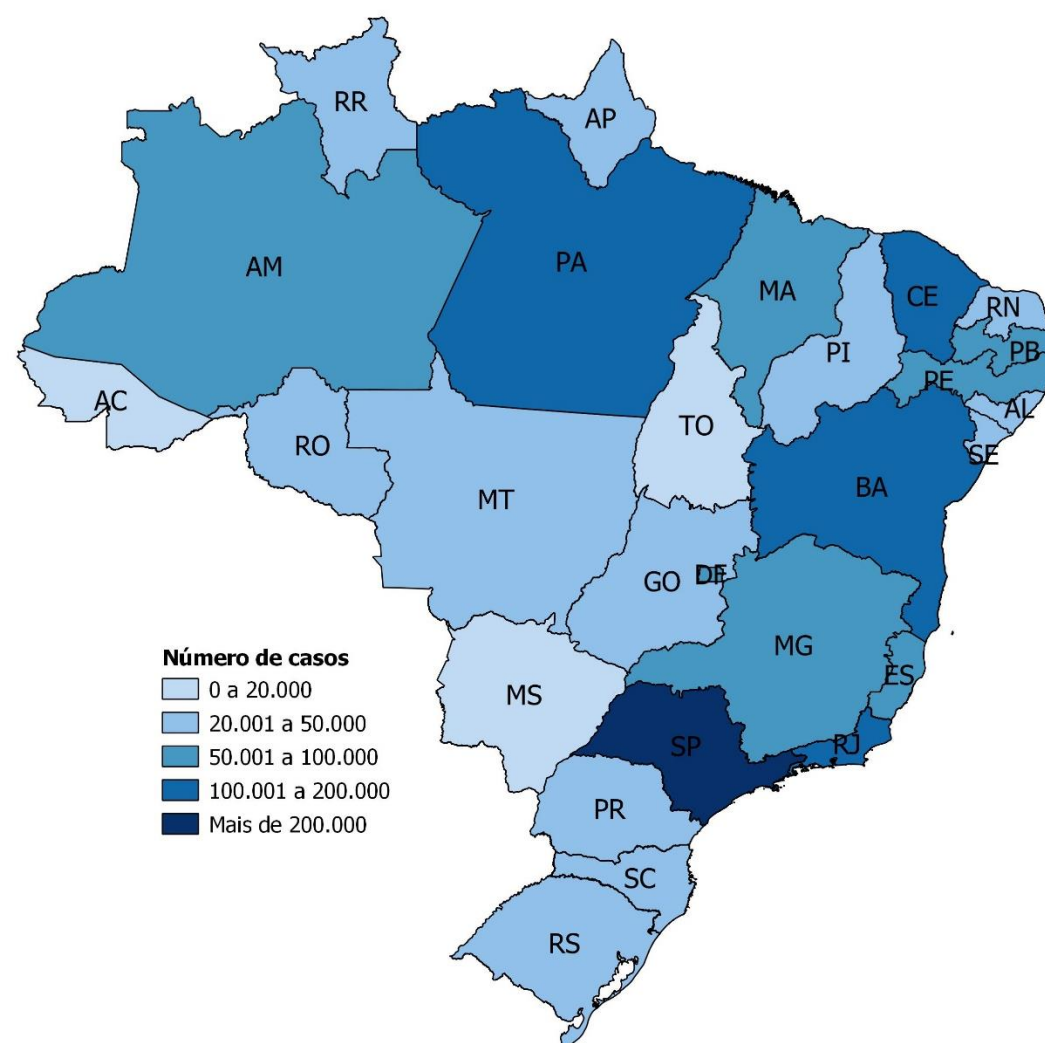 RR
AP
AM
PA
MA
CE
RN
PI
PB
PE
AC
AL
TO
RO
SE
BA
MT
GO
DF
MG
Número de casos
0 a 20.000
20.001 a 50.000
50.001 a 100.000
100.001 a 200.000
Mais de 200.000
MS
ES
SP
RJ
PR
SC
RS